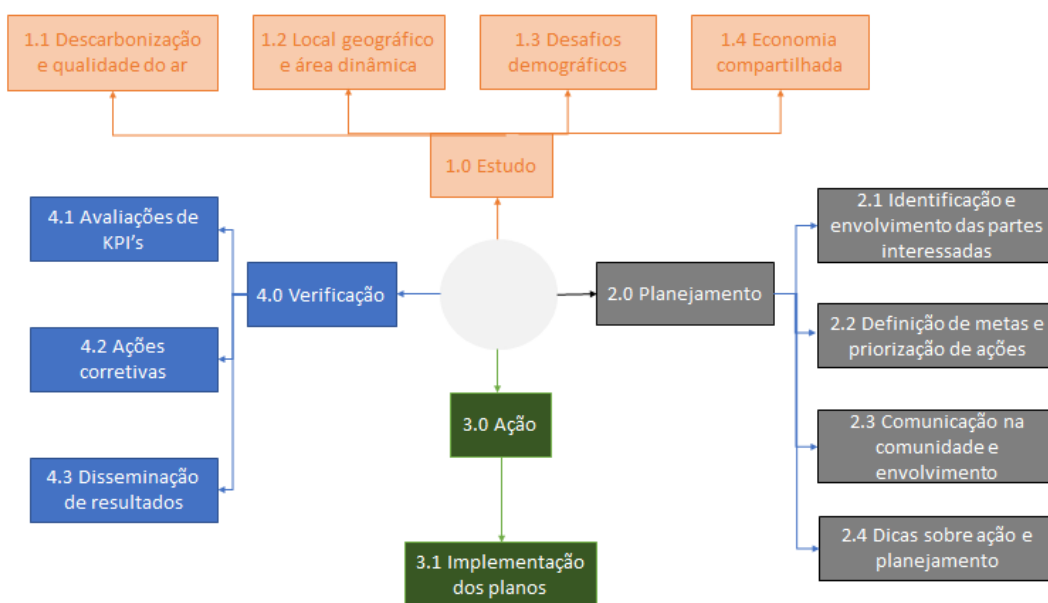 1.1 Descarbonização
e qualidade do ar
1.2 Local geográfico
e área dinâmica
1.3 Desafios
demográficos
1.4 Economia
compartilhada
1.0 Estudo
4.1 Avaliações de
KPI's
4.0 Verificação
4.2 Ações
corretivas
4.3 Disseminação
de resultados
2.0 Planejamento
2.1 Identificação e
envolvimento das partes
interessadas
2.2 Definição de metas e
priorização de ações
2.3 Comunicação na
comunidade e
envolvimento
2.4 Dicas sobre ação e
planejamento
3.0 Ação
3.1 Implementação
dos planos